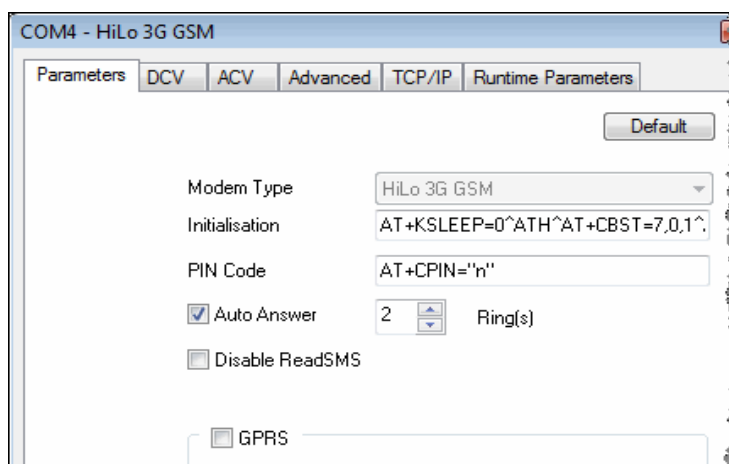 COM4 - HiLo 3G GSM
Parameters DCV ACV Advanced TCP/IP Runtime Parameters
Default
Modem Type HiLo 3G GSM
Initialisation AT+KSLEEP=0^ATH^AT+CBST=7,0,1^.
PIN Code AT+CPIN="n"
Auto Answer 2 Ring(s)
Disable ReadSMS
GPRS